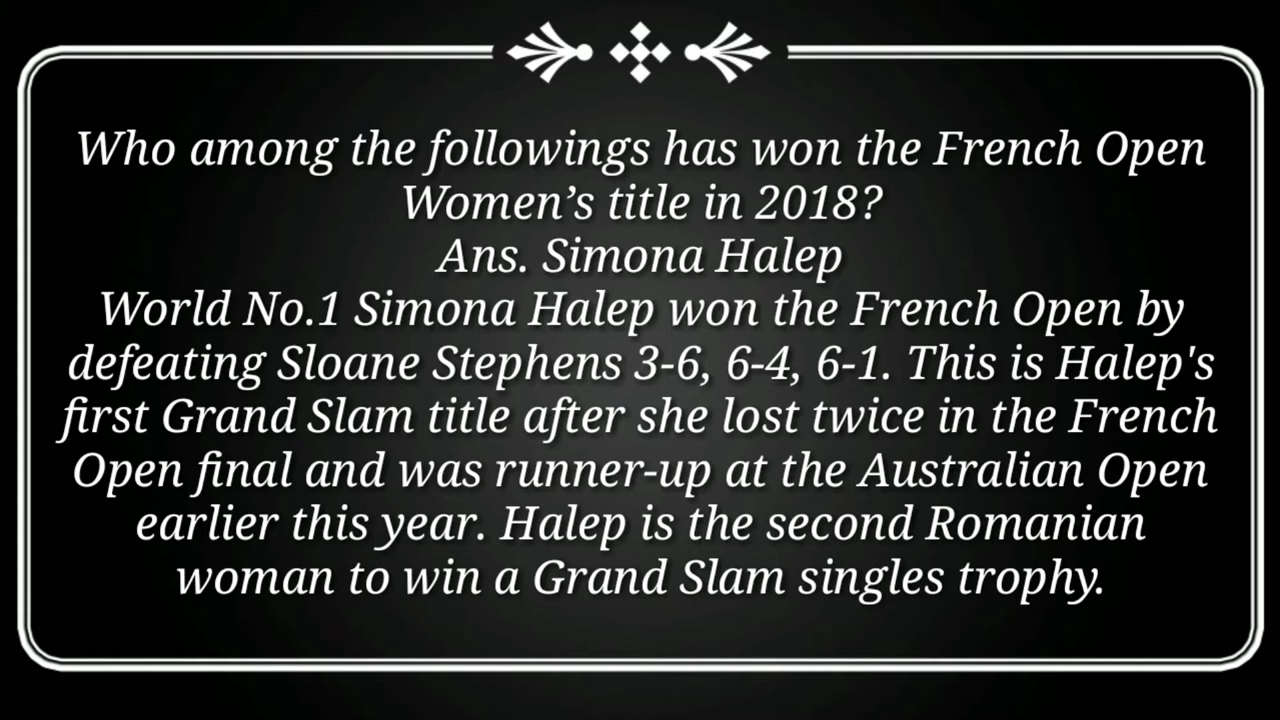 Who among the followings has won the French Open
Women’s title in 2018?
Ans. Simona Halep
World No.1 Simona Halep won the French Open by
defeating Sloane Stephens 3-6, 6-4, 6-1. This is Halep's
first Grand Slam title after she lost twice in the French
Open final and was runner-up at the Australian Open
earlier this year. Halep is the second Romanian
woman to win a Grand Slam singles trophy.